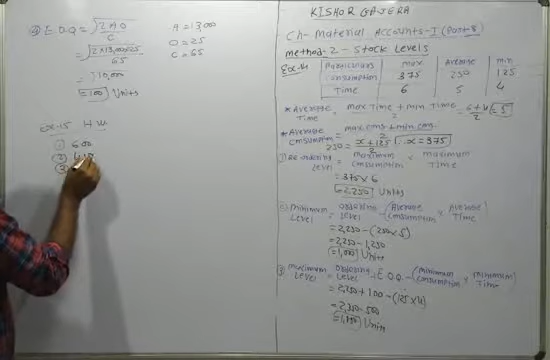 KISHOR GAJERA
Ch-Material Accounts-I (Part-8)
method-2 - Stock Levels
Ex-14
Particulars max Average min
Consumption 375 250 125
Time 6 5 4
* Average Time = max Time + min Time / 2 = 6+4 / 2 = 5
* Average Consumption = max cons + min cons. / 2
250 = x + 125 / 2 ∴ x = 375
1) Re-ordering Level = maximum Consumption × maximum Time
= 375 × 6
= 2,250 Units
2) minimum Level = ordering Level - (Average Consumption × Average Time)
= 2,250 - (250 × 5)
= 2,250 - 1,250
= 1,000 Units
3) maximum Level = ordering Level + E.O.Q. - (minimum Consumption × minimum Time)
= 2,250 + 100 - (125 × 4)
= 2,350 - 500
= 1,850 Units
E.O.Q = √2AO / C
A = 13,000
O = 25
C = 65
= √2×13,000×25 / 65
= √10,000
= 100 Units
Ex-15 H.W
① 600
②
③